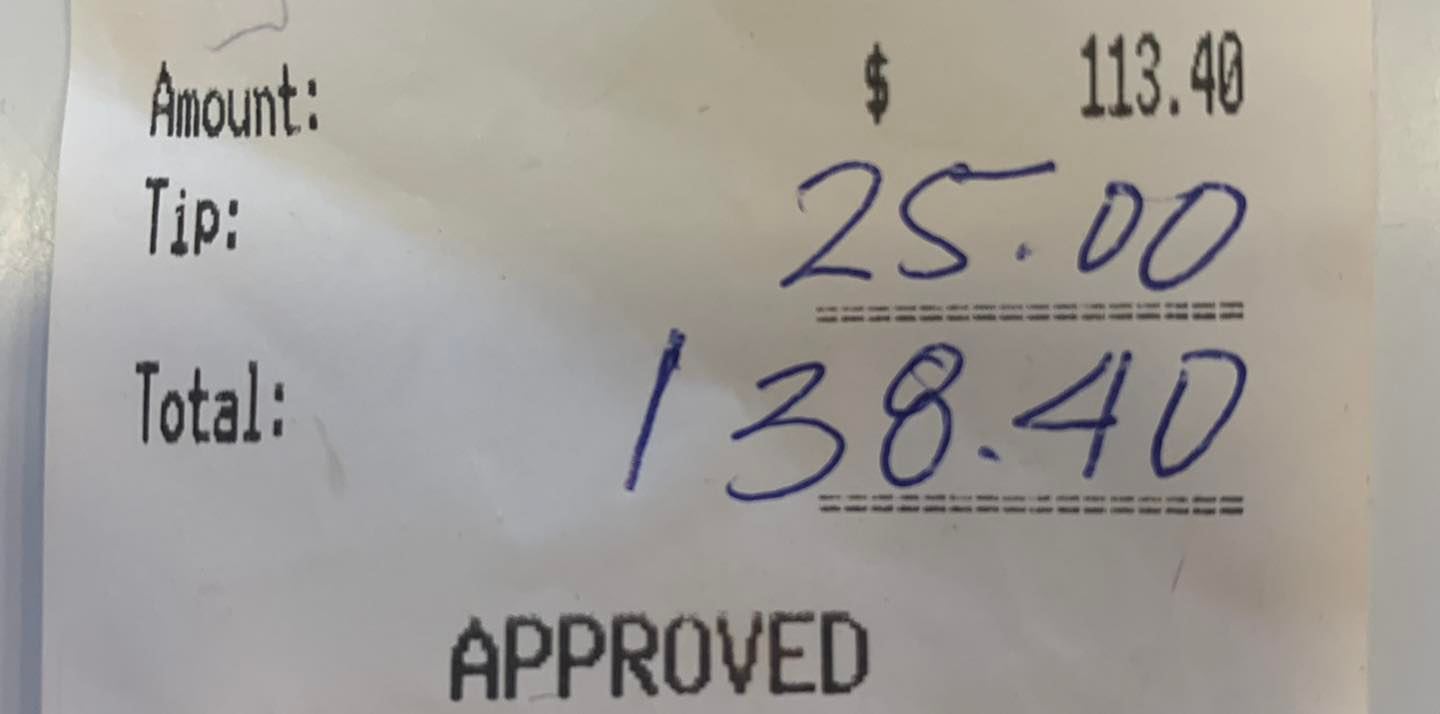 Amount: $ 113.40
Tip: 25.00
Total: 138.40
APPROVED